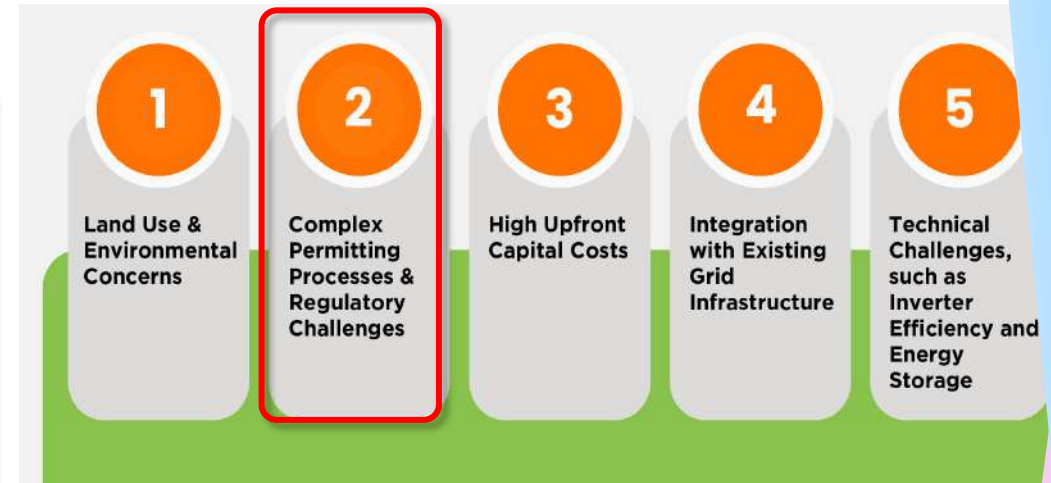 1
Land Use &
Environmental
Concerns
2
Complex
Permitting
Processes &
Regulatory
Challenges
3
High Upfront
Capital Costs
4
Integration
with Existing
Grid
Infrastructure
5
Technical
Challenges,
such as
Inverter
Efficiency and
Energy
Storage